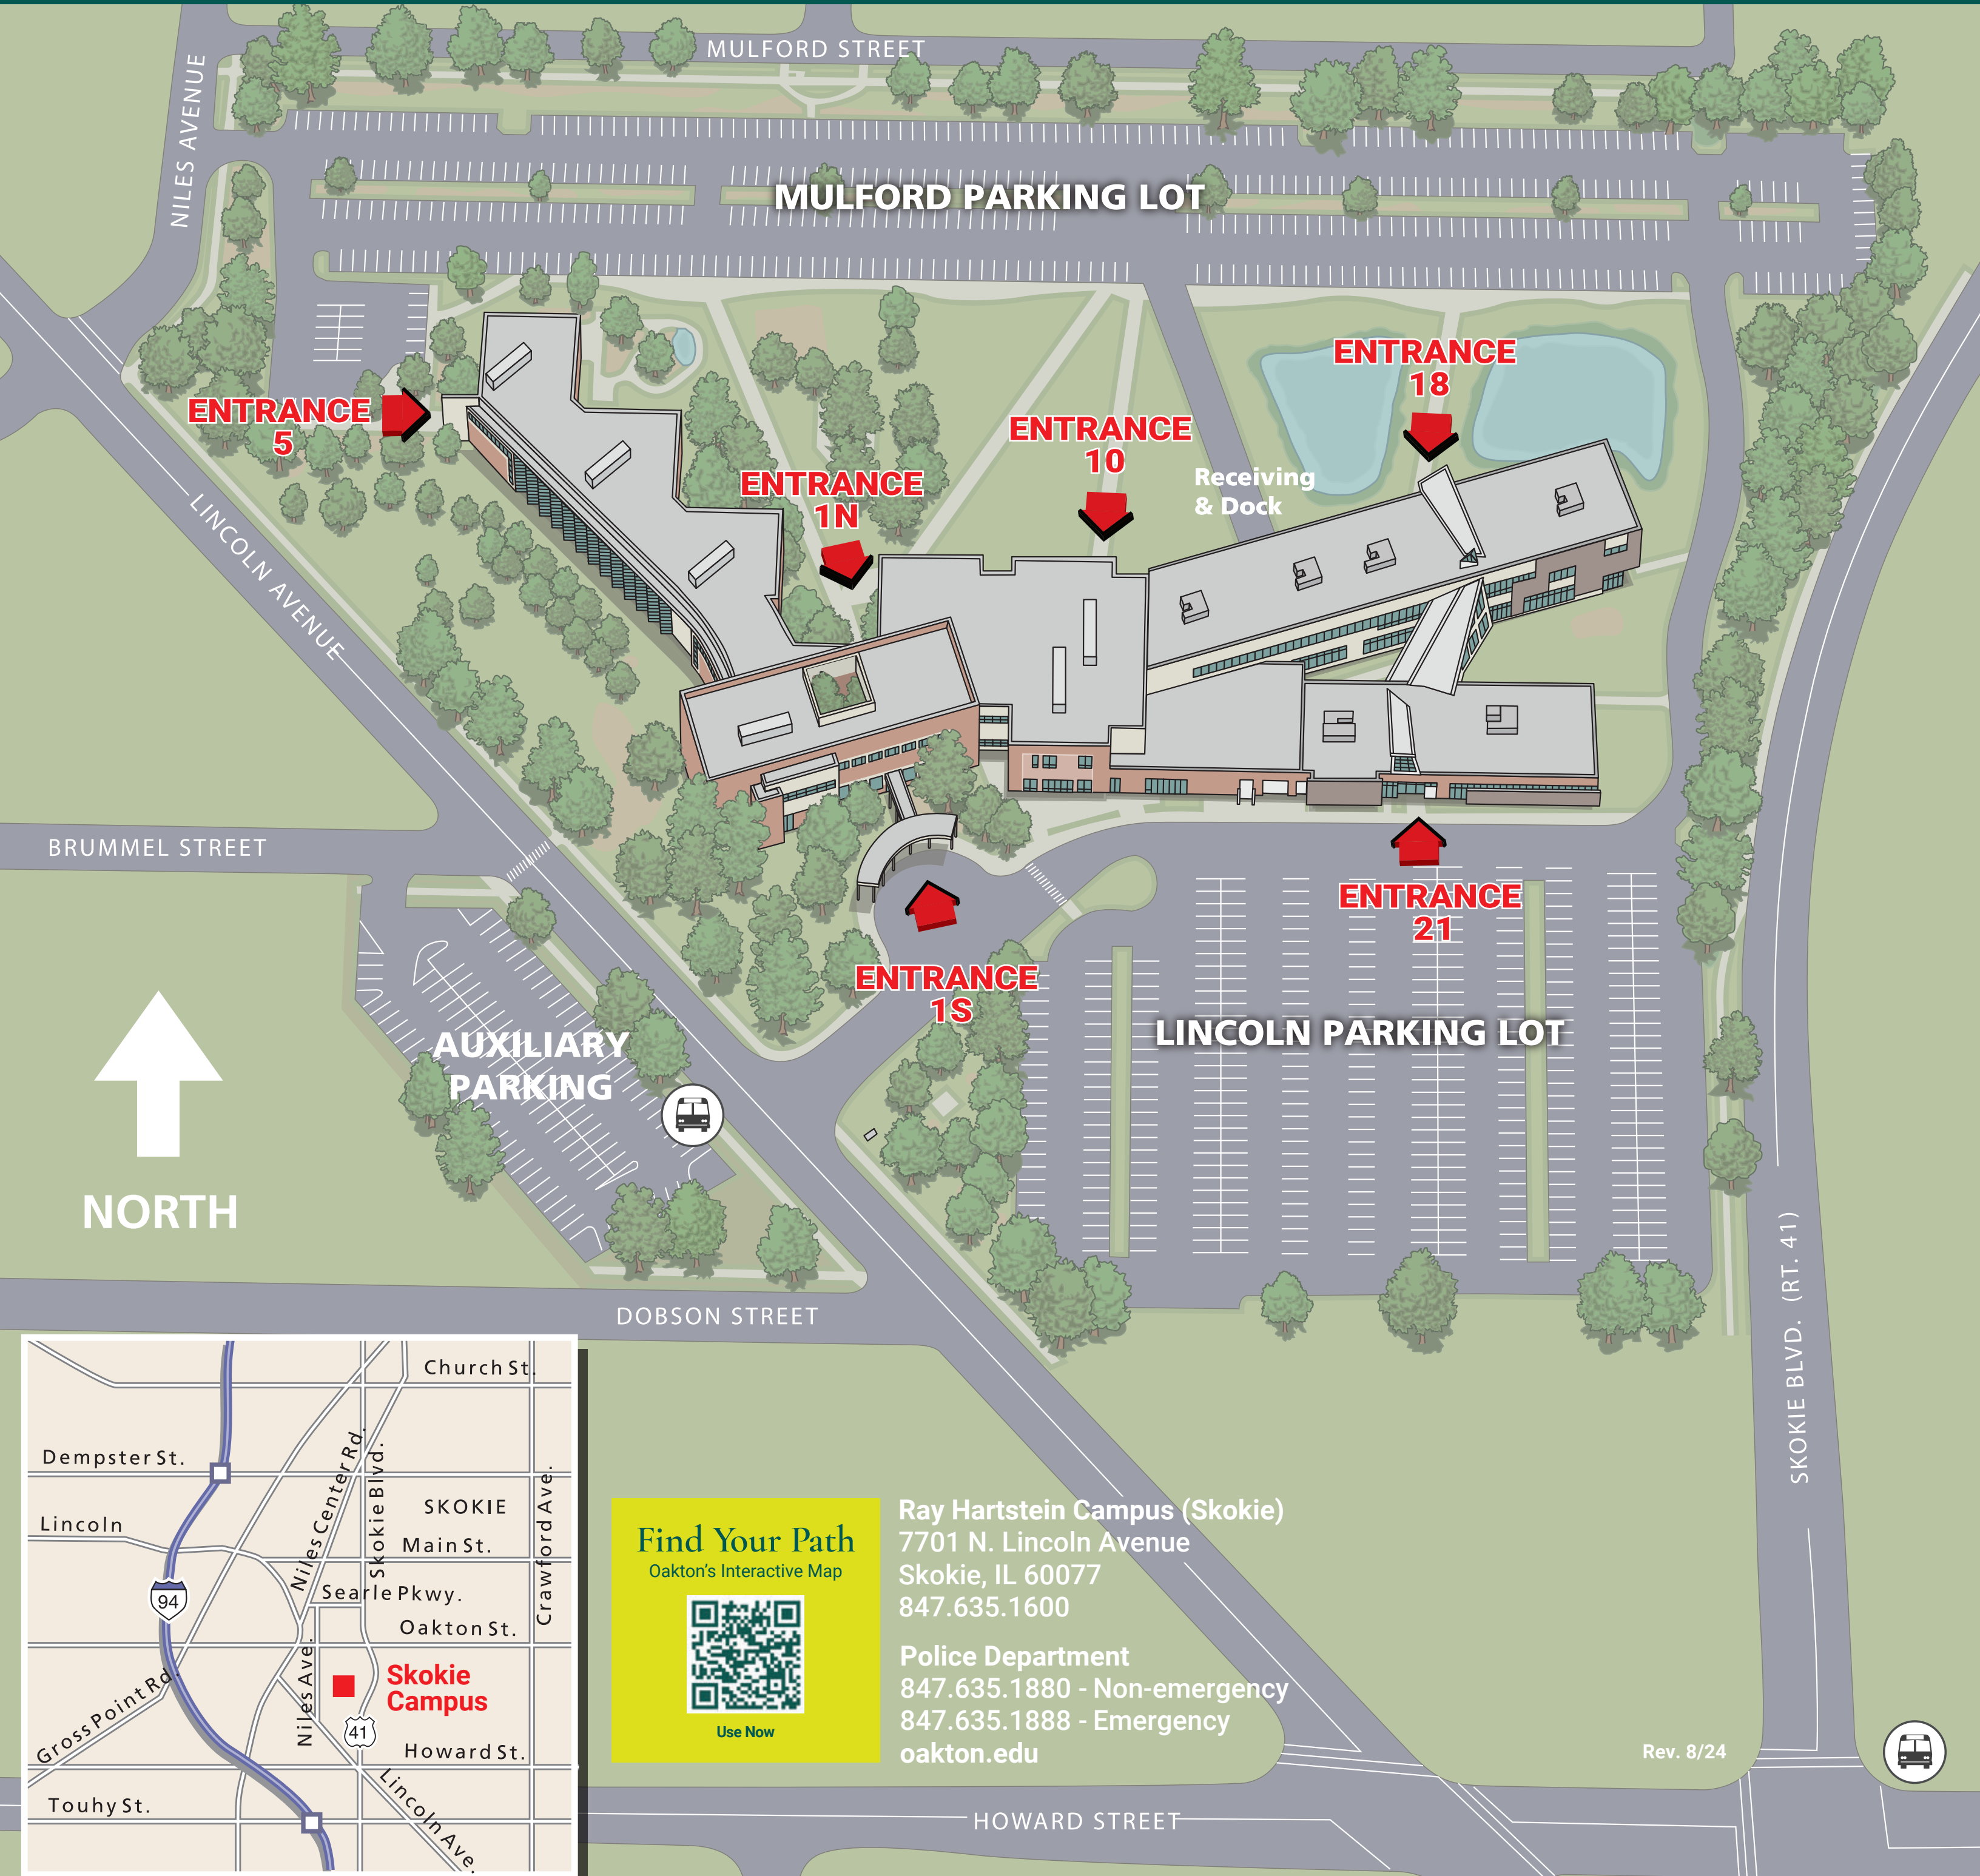 MULFORD STREET
NILES AVENUE
MULFORD PARKING LOT
ENTRANCE
18
ENTRANCE
5
ENTRANCE
10
ENTRANCE
1N
Receiving
& Dock
LINCOLN AVENUE
BRUMMEL STREET
ENTRANCE
21
ENTRANCE
1S
LINCOLN PARKING LOT
AUXILIARY
PARKING
NORTH
DOBSON STREET
SKOKIE BLVD. (RT. 41)
Church St.
Dempster St.
Niles Center Rd.
Skokie Blvd.
Crawford Ave.
SKOKIE
Lincoln
Main St.
94
Searle Pkwy.
Oakton St.
Gross Point Rd.
Niles Ave.
Skokie
Campus
41
Howard St.
Touhy St.
Lincoln Ave.
Find Your Path
Oakton's Interactive Map
Use Now
Ray Hartstein Campus (Skokie)
7701 N. Lincoln Avenue
Skokie, IL 60077
847.635.1600
Police Department
847.635.1880 - Non-emergency
847.635.1888 - Emergency
oakton.edu
Rev. 8/24
HOWARD STREET